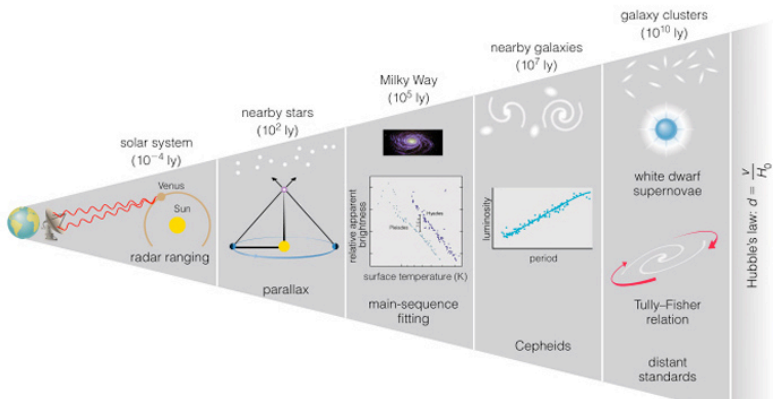 solar system
(10⁻⁴ ly)
Venus
Sun
radar ranging
nearby stars
(10² ly)
parallax
Milky Way
(10⁵ ly)
relative apparent
brightness
Pleiades
Hyades
surface temperature (K)
main-sequence
fitting
nearby galaxies
(10⁷ ly)
luminosity
period
Cepheids
galaxy clusters
(10¹⁰ ly)
white dwarf
supernovae
Tully–Fisher
relation
distant
standards
Hubble's law: d = v/H₀